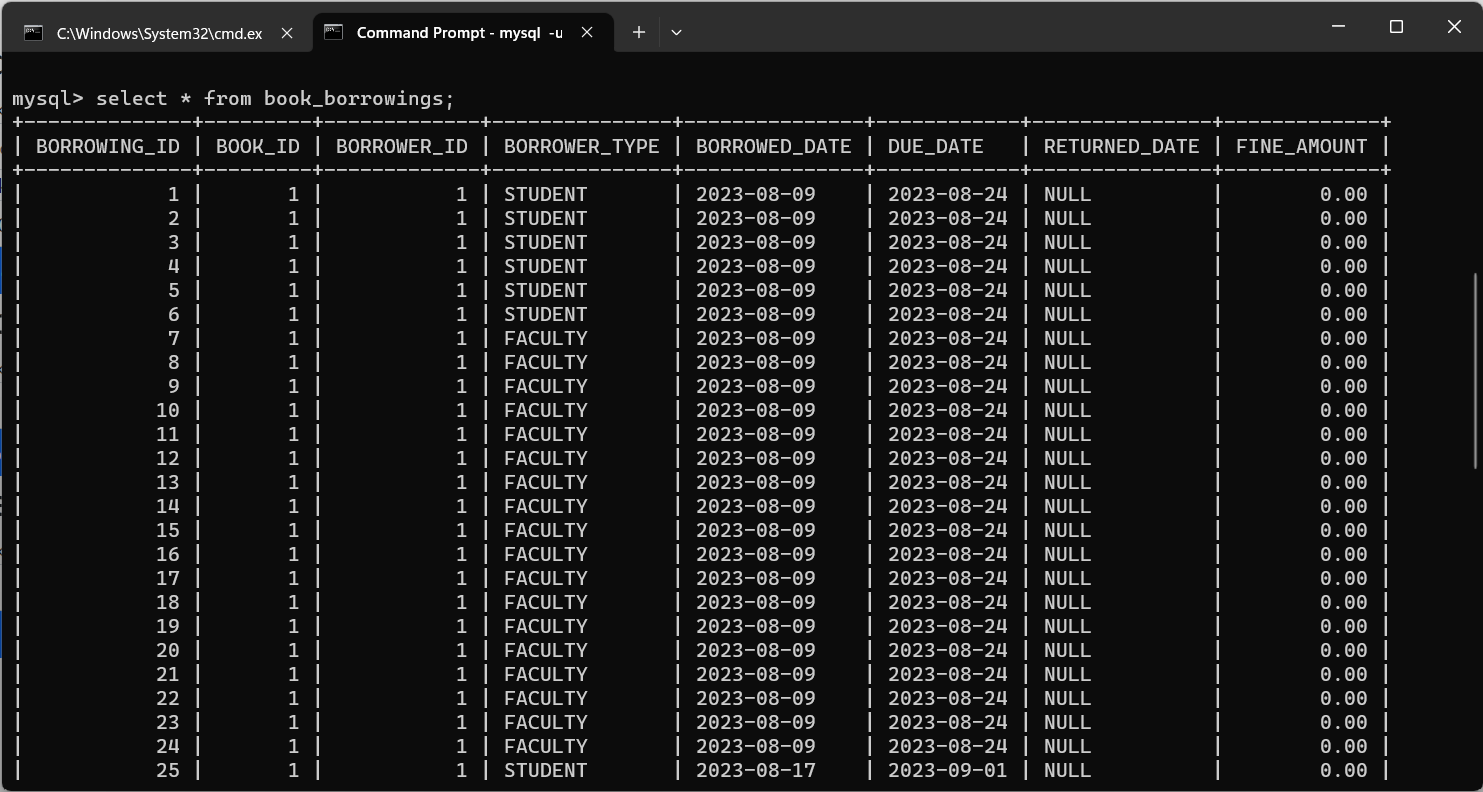 C:\Windows\System32\cmd.ex
Command Prompt - mysql -u
mysql> select * from book_borrowings;
+--------------+---------+-------------+---------------+---------------+------------+---------------+-------------+
| BORROWING_ID | BOOK_ID | BORROWER_ID | BORROWER_TYPE | BORROWED_DATE | DUE_DATE   | RETURNED_DATE | FINE_AMOUNT |
+--------------+---------+-------------+---------------+---------------+------------+---------------+-------------+
|            1 |       1 |           1 | STUDENT       | 2023-08-09    | 2023-08-24 | NULL          |        0.00 |
|            2 |       1 |           1 | STUDENT       | 2023-08-09    | 2023-08-24 | NULL          |        0.00 |
|            3 |       1 |           1 | STUDENT       | 2023-08-09    | 2023-08-24 | NULL          |        0.00 |
|            4 |       1 |           1 | STUDENT       | 2023-08-09    | 2023-08-24 | NULL          |        0.00 |
|            5 |       1 |           1 | STUDENT       | 2023-08-09    | 2023-08-24 | NULL          |        0.00 |
|            6 |       1 |           1 | STUDENT       | 2023-08-09    | 2023-08-24 | NULL          |        0.00 |
|            7 |       1 |           1 | FACULTY       | 2023-08-09    | 2023-08-24 | NULL          |        0.00 |
|            8 |       1 |           1 | FACULTY       | 2023-08-09    | 2023-08-24 | NULL          |        0.00 |
|            9 |       1 |           1 | FACULTY       | 2023-08-09    | 2023-08-24 | NULL          |        0.00 |
|           10 |       1 |           1 | FACULTY       | 2023-08-09    | 2023-08-24 | NULL          |        0.00 |
|           11 |       1 |           1 | FACULTY       | 2023-08-09    | 2023-08-24 | NULL          |        0.00 |
|           12 |       1 |           1 | FACULTY       | 2023-08-09    | 2023-08-24 | NULL          |        0.00 |
|           13 |       1 |           1 | FACULTY       | 2023-08-09    | 2023-08-24 | NULL          |        0.00 |
|           14 |       1 |           1 | FACULTY       | 2023-08-09    | 2023-08-24 | NULL          |        0.00 |
|           15 |       1 |           1 | FACULTY       | 2023-08-09    | 2023-08-24 | NULL          |        0.00 |
|           16 |       1 |           1 | FACULTY       | 2023-08-09    | 2023-08-24 | NULL          |        0.00 |
|           17 |       1 |           1 | FACULTY       | 2023-08-09    | 2023-08-24 | NULL          |        0.00 |
|           18 |       1 |           1 | FACULTY       | 2023-08-09    | 2023-08-24 | NULL          |        0.00 |
|           19 |       1 |           1 | FACULTY       | 2023-08-09    | 2023-08-24 | NULL          |        0.00 |
|           20 |       1 |           1 | FACULTY       | 2023-08-09    | 2023-08-24 | NULL          |        0.00 |
|           21 |       1 |           1 | FACULTY       | 2023-08-09    | 2023-08-24 | NULL          |        0.00 |
|           22 |       1 |           1 | FACULTY       | 2023-08-09    | 2023-08-24 | NULL          |        0.00 |
|           23 |       1 |           1 | FACULTY       | 2023-08-09    | 2023-08-24 | NULL          |        0.00 |
|           24 |       1 |           1 | FACULTY       | 2023-08-09    | 2023-08-24 | NULL          |        0.00 |
|           25 |       1 |           1 | STUDENT       | 2023-08-17    | 2023-09-01 | NULL          |        0.00 |